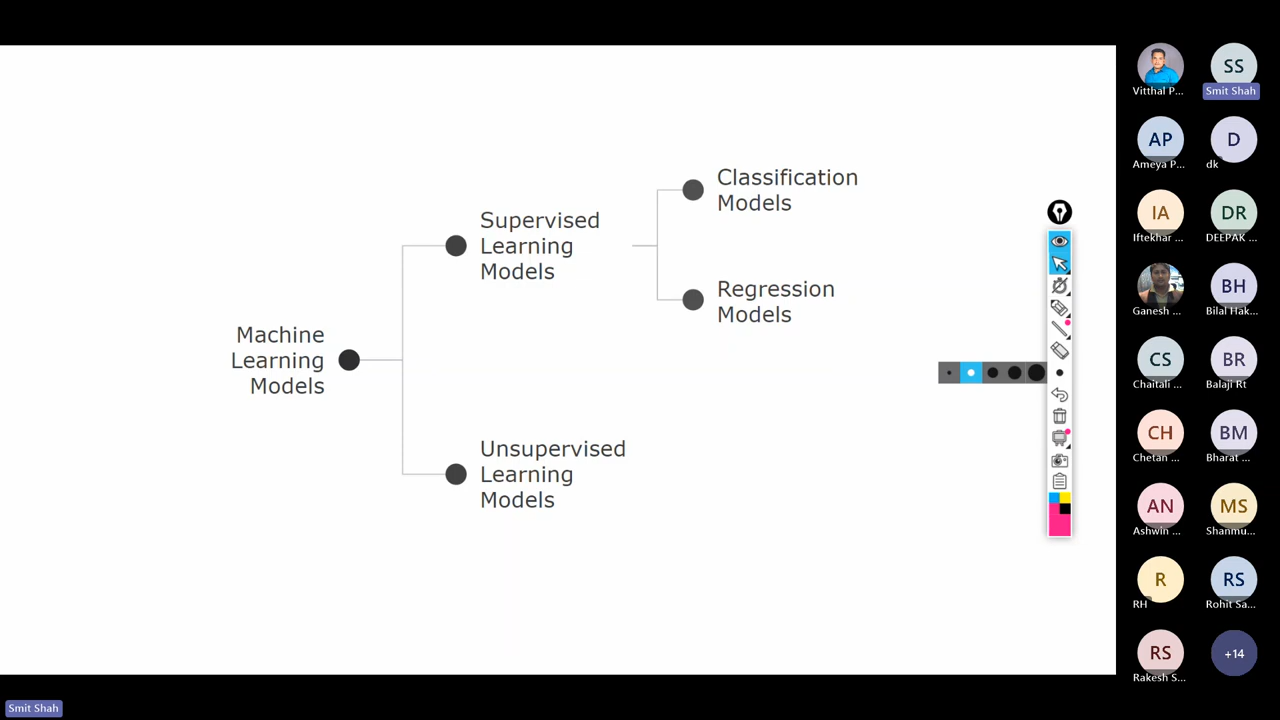 Classification
Models
Supervised
Learning
Models
Regression
Models
Machine
Learning
Models
Unsupervised
Learning
Models
Vitthal P...
SS
Smit Shah
AP
Ameya P...
D
dk
IA
Iftekhar ...
DR
DEEPAK ...
Ganesh ...
BH
Bilal Hak...
CS
Chaitali ...
BR
Balaji Rt
CH
Chetan ...
BM
Bharat ...
AN
Ashwin ...
MS
Shanmu...
R
RH
RS
Rohit Sa...
RS
Rakesh S...
+14
Smit Shah